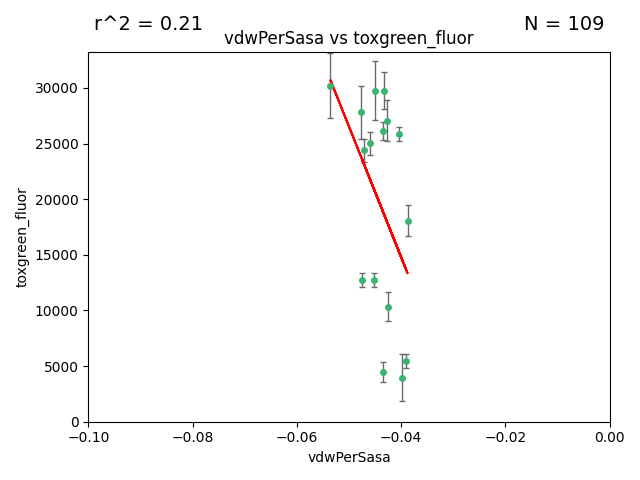 r^2 = 0.21
N = 109
vdwPerSasa vs toxgreen_fluor
toxgreen_fluor
30000
25000
20000
15000
10000
5000
0
−0.10
−0.08
−0.06
−0.04
−0.02
0.00
vdwPerSasa